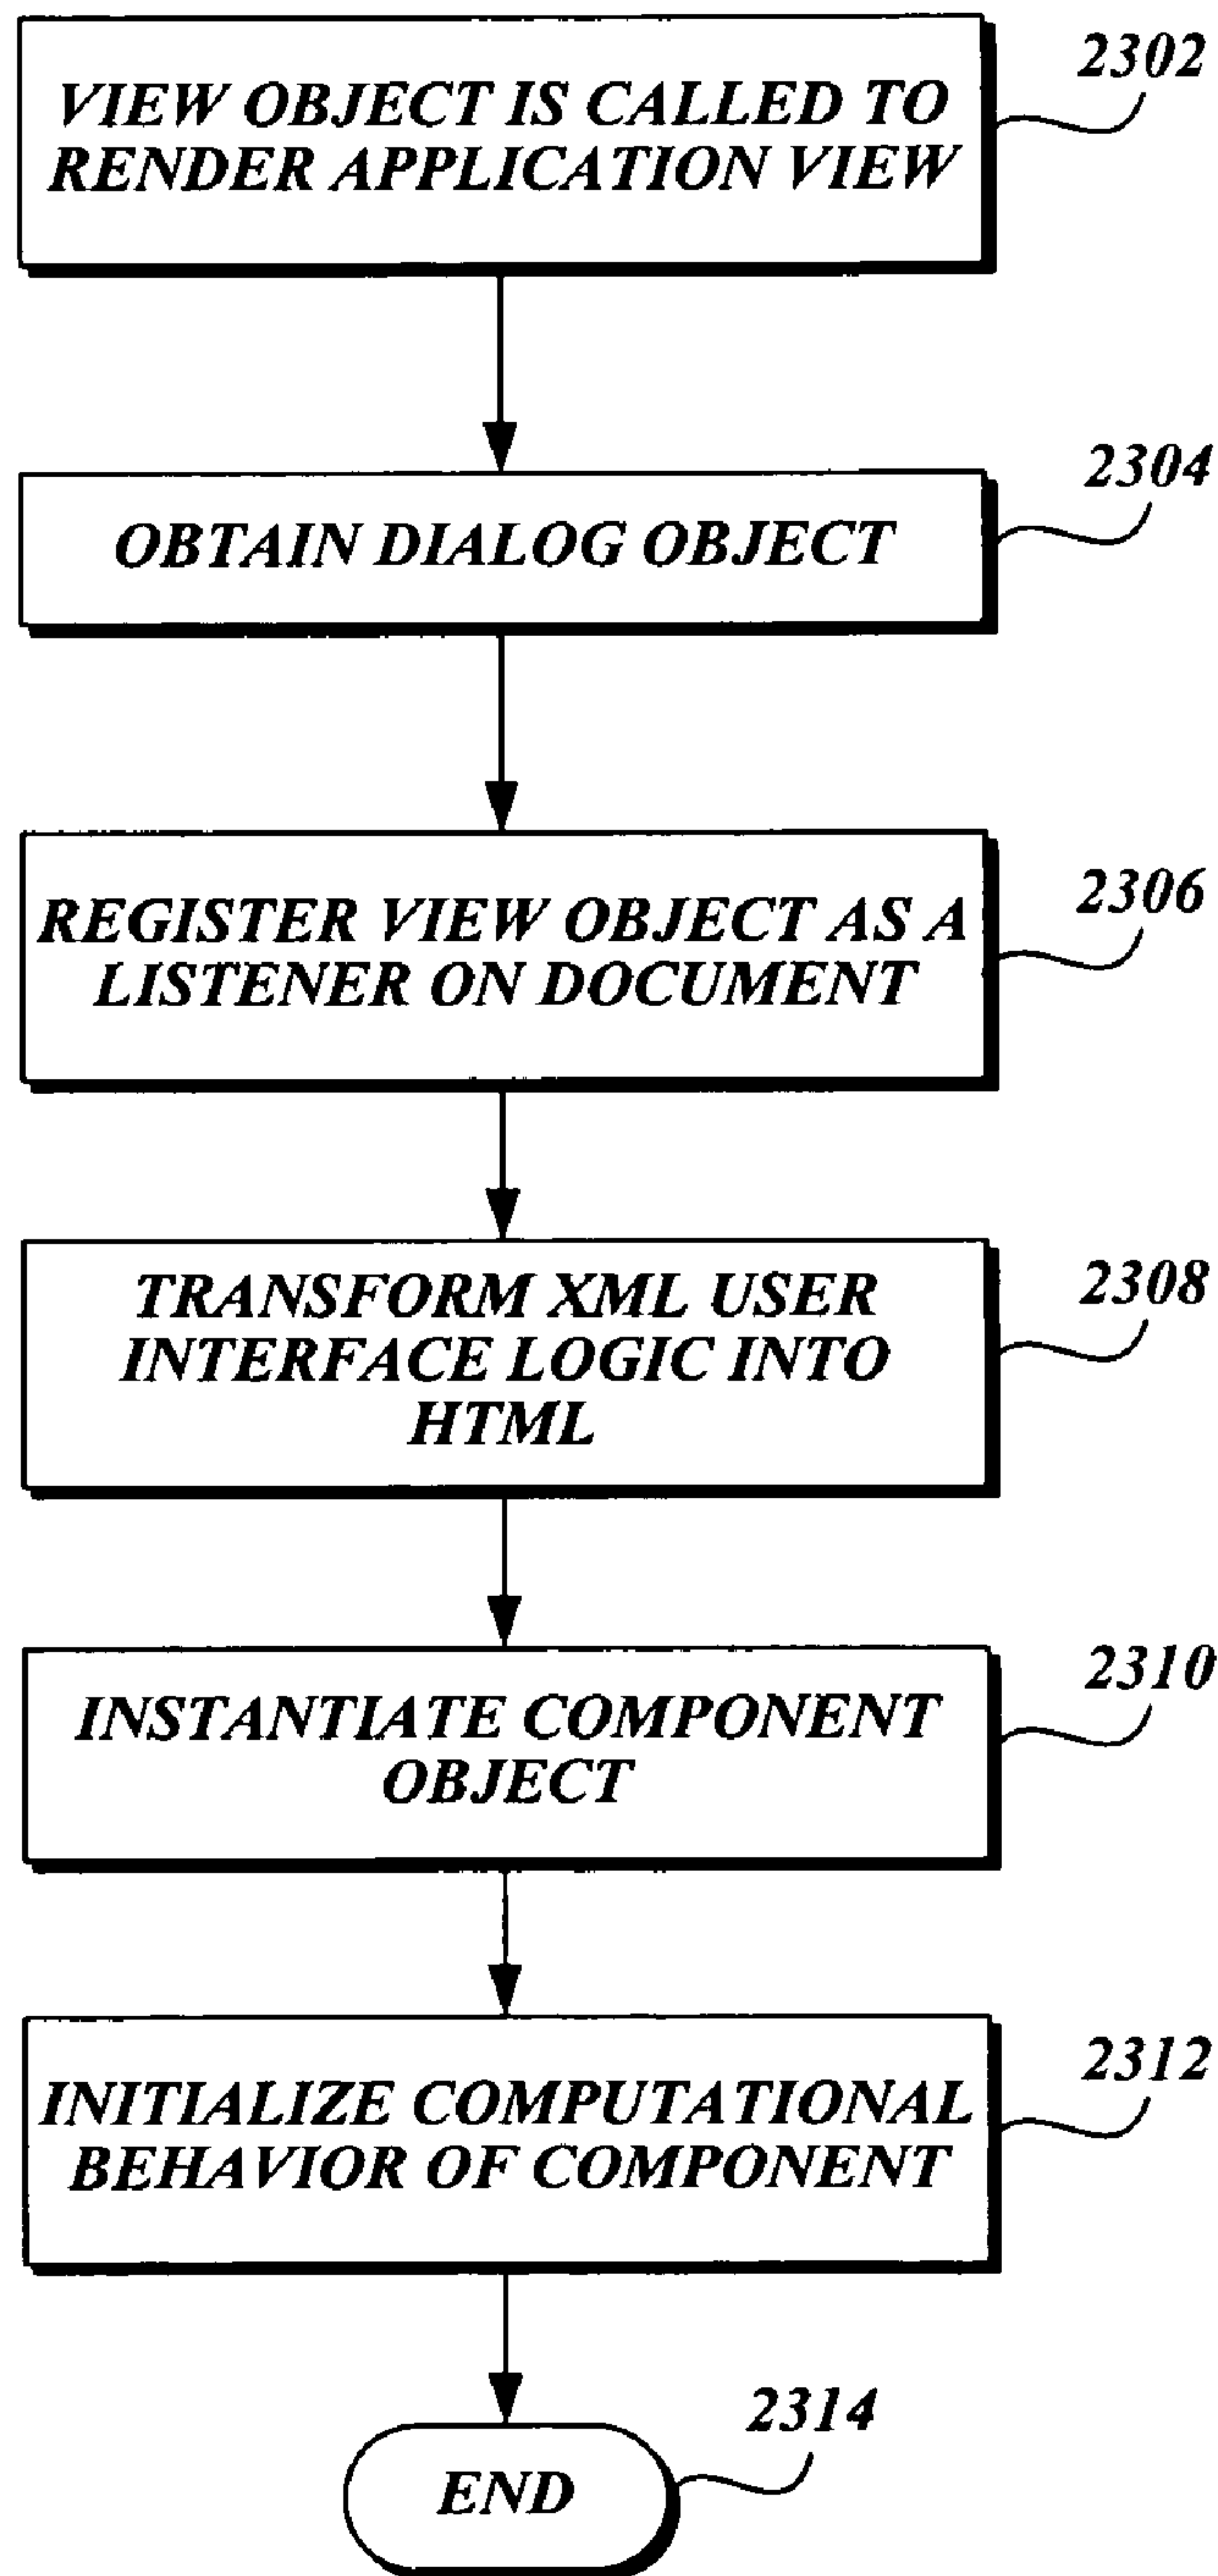 VIEW OBJECT IS CALLED TO
RENDER APPLICATION VIEW
2302
OBTAIN DIALOG OBJECT
2304
REGISTER VIEW OBJECT AS A
LISTENER ON DOCUMENT
2306
TRANSFORM XML USER
INTERFACE LOGIC INTO
HTML
2308
INSTANTIATE COMPONENT
OBJECT
2310
INITIALIZE COMPUTATIONAL
BEHAVIOR OF COMPONENT
2312
END
2314